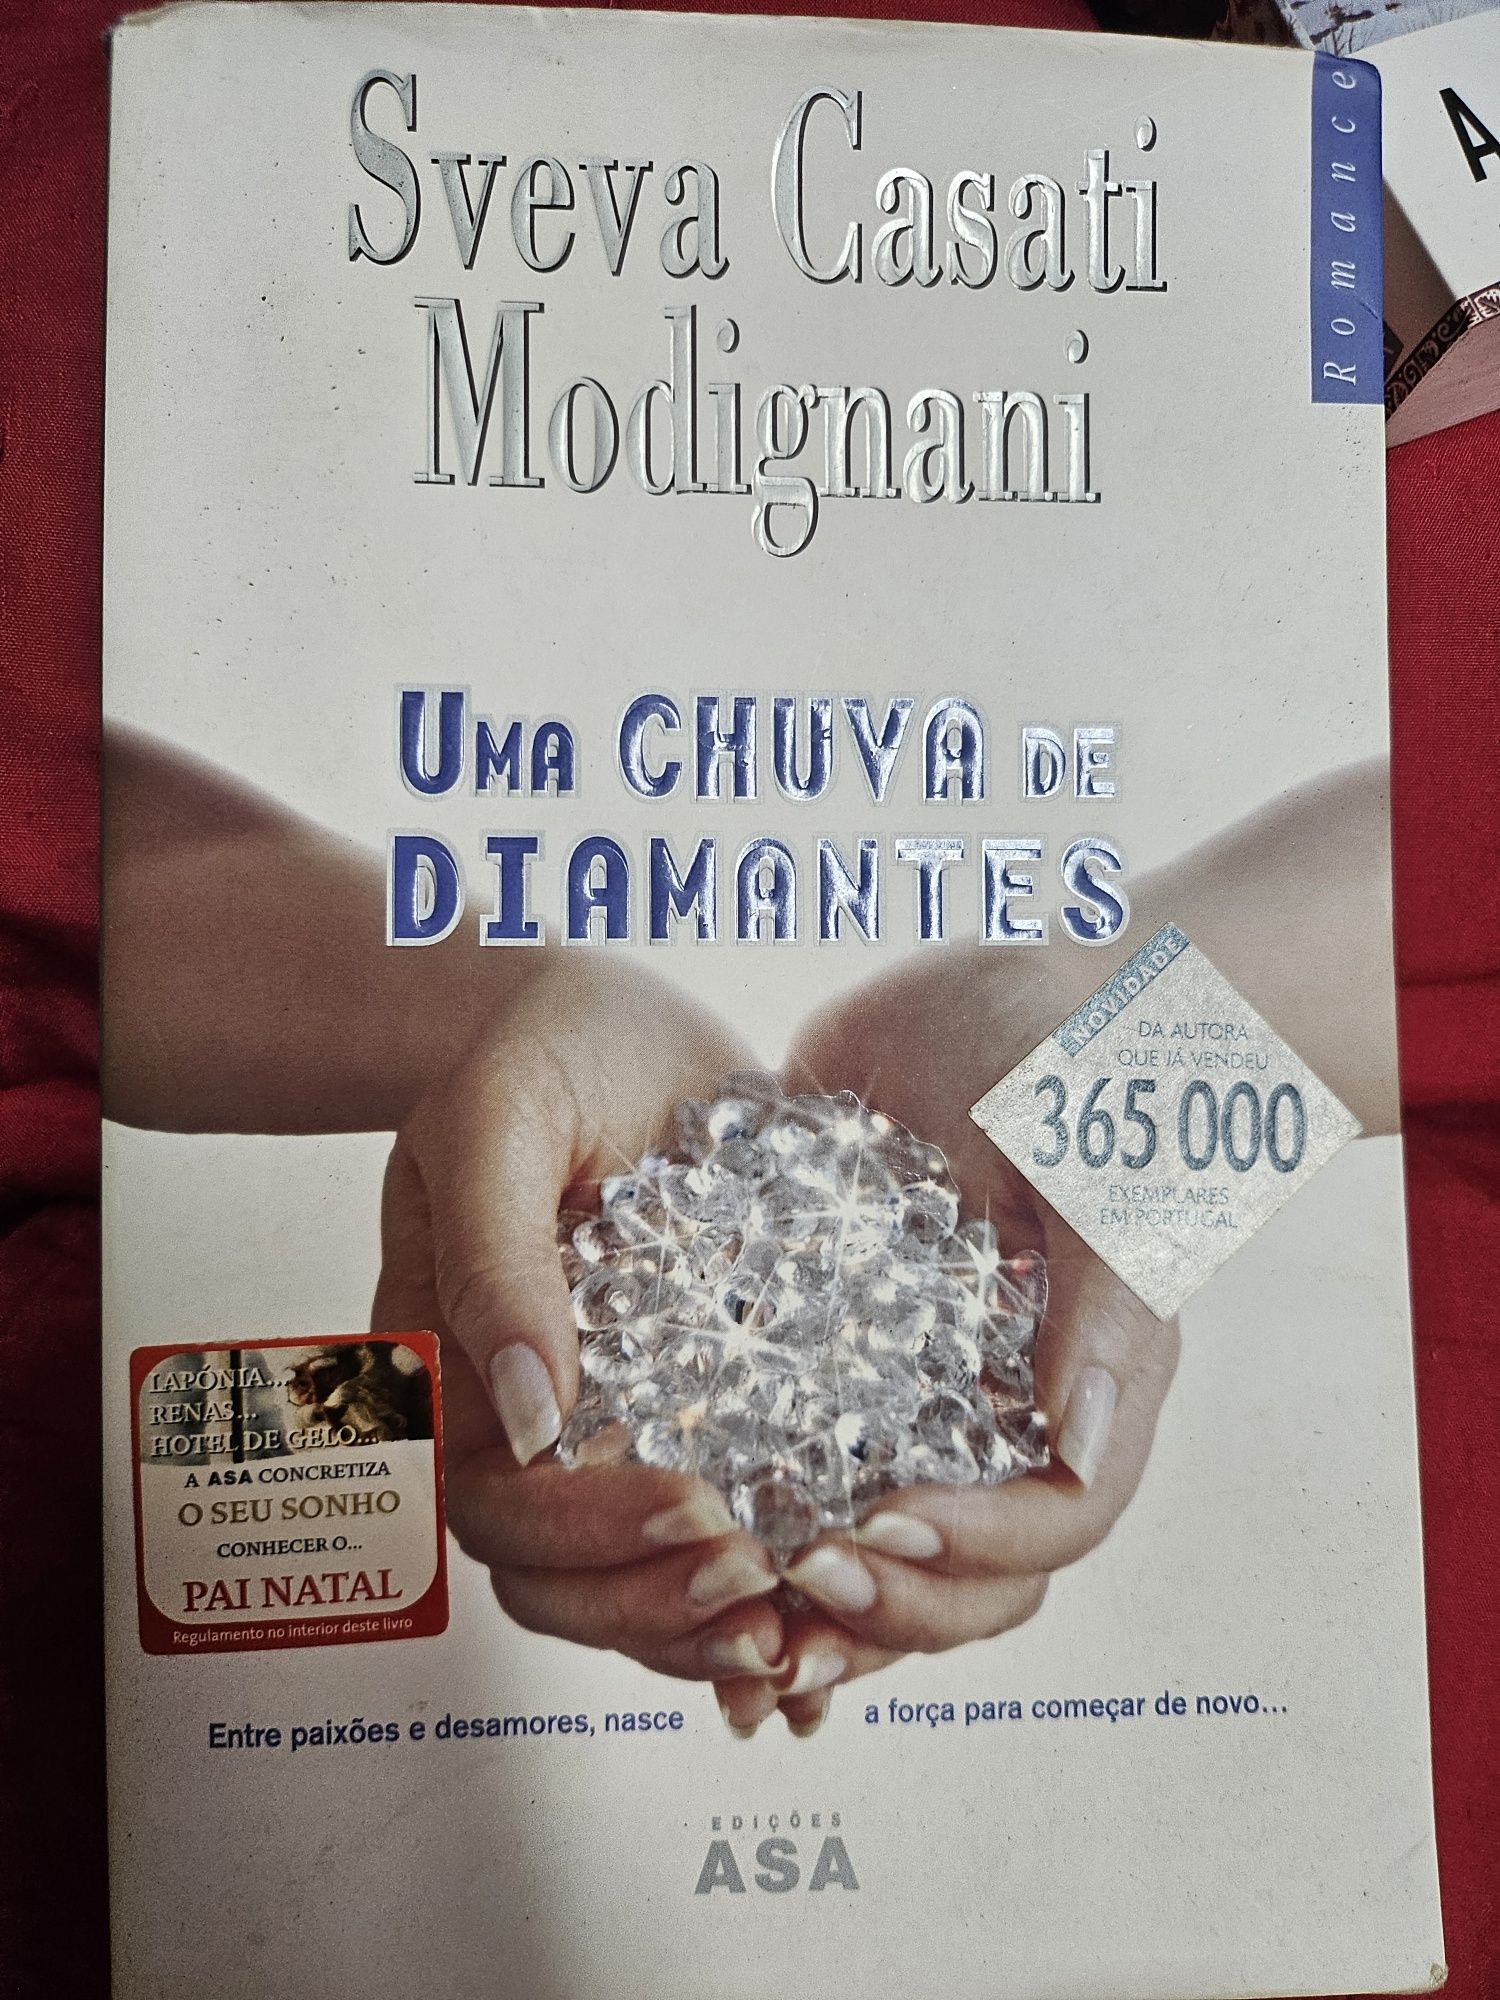 Sveva Casati
Modignani
Romance
A
UMA CHUVA DE
DIAMANTES
NOVIDADE
DA AUTORA
QUE JÁ VENDEU
365 000
EXEMPLARES
EM PORTUGAL
LAPÓNIA...
RENAS...
HOTEL DE GELO...
A ASA CONCRETIZA
O SEU SONHO
CONHECER O...
PAI NATAL
Regulamento no interior deste livro
Entre paixões e desamores, nasce a força para começar de novo...
EDIÇÕES
ASA